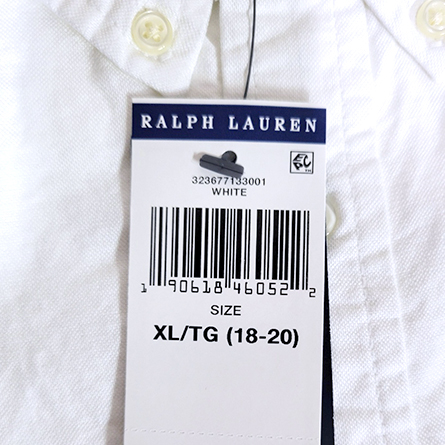 RALPH LAUREN
323677133001
WHITE
1 90618 46052 2
SIZE
XL/TG (18-20)